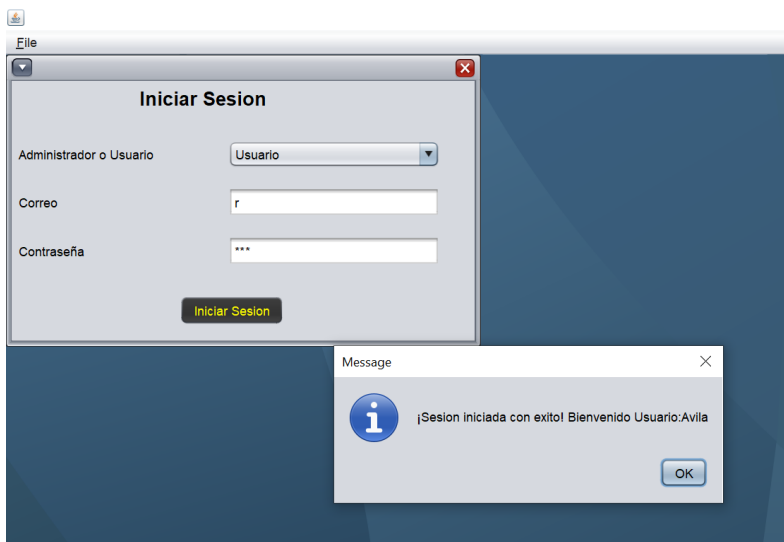 File
Iniciar Sesion
Administrador o Usuario
Usuario
Correo
r
Contraseña
***
Iniciar Sesion
Message
¡Sesion iniciada con exito! Bienvenido Usuario:Avila
OK